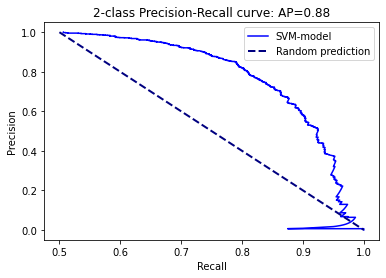 2-class Precision-Recall curve: AP=0.88
SVM-model
Random prediction
Precision
1.0
0.8
0.6
0.4
0.2
0.0
0.5
0.6
0.7
0.8
0.9
1.0
Recall